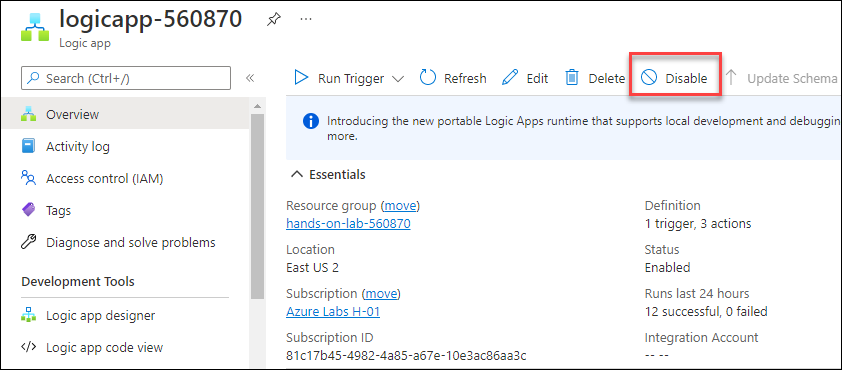 logicapp-560870
Logic app
Search (Ctrl+/)
Overview
Activity log
Access control (IAM)
Tags
Diagnose and solve problems
Development Tools
Logic app designer
Logic app code view
Run Trigger
Refresh
Edit
Delete
Disable
Update Schema
Introducing the new portable Logic Apps runtime that supports local development and debuggin
more.
Essentials
Resource group (move)
hands-on-lab-560870
Location
East US 2
Subscription (move)
Azure Labs H-01
Subscription ID
81c17b45-4982-4a85-a67e-10e3ac86aa3c
Definition
1 trigger, 3 actions
Status
Enabled
Runs last 24 hours
12 successful, 0 failed
Integration Account
-- --